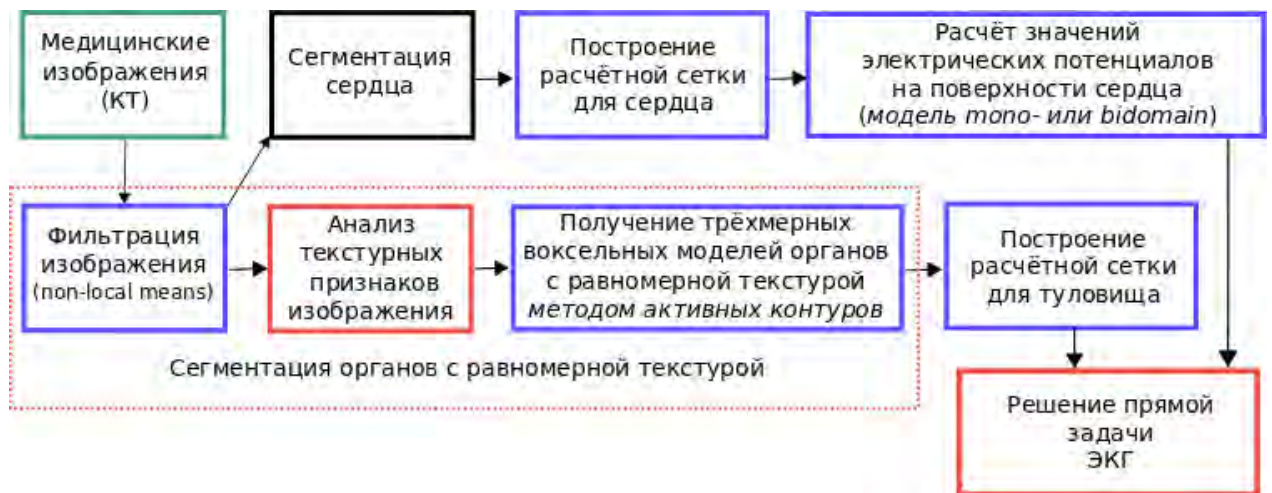 Медицинские
изображения
(КТ)
Сегментация
сердца
Построение
расчётной сетки
для сердца
Расчёт значений
электрических потенциалов
на поверхности сердца
(модель mono- или bidomain)
Фильтрация
изображения
(non-local means)
Анализ
текстурных
признаков
изображения
Получение трёхмерных
воксельных моделей органов
с равномерной текстурой
методом активных контуров
Построение
расчётной сетки
для туловища
Сегментация органов с равномерной текстурой
Решение прямой
задачи
ЭКГ